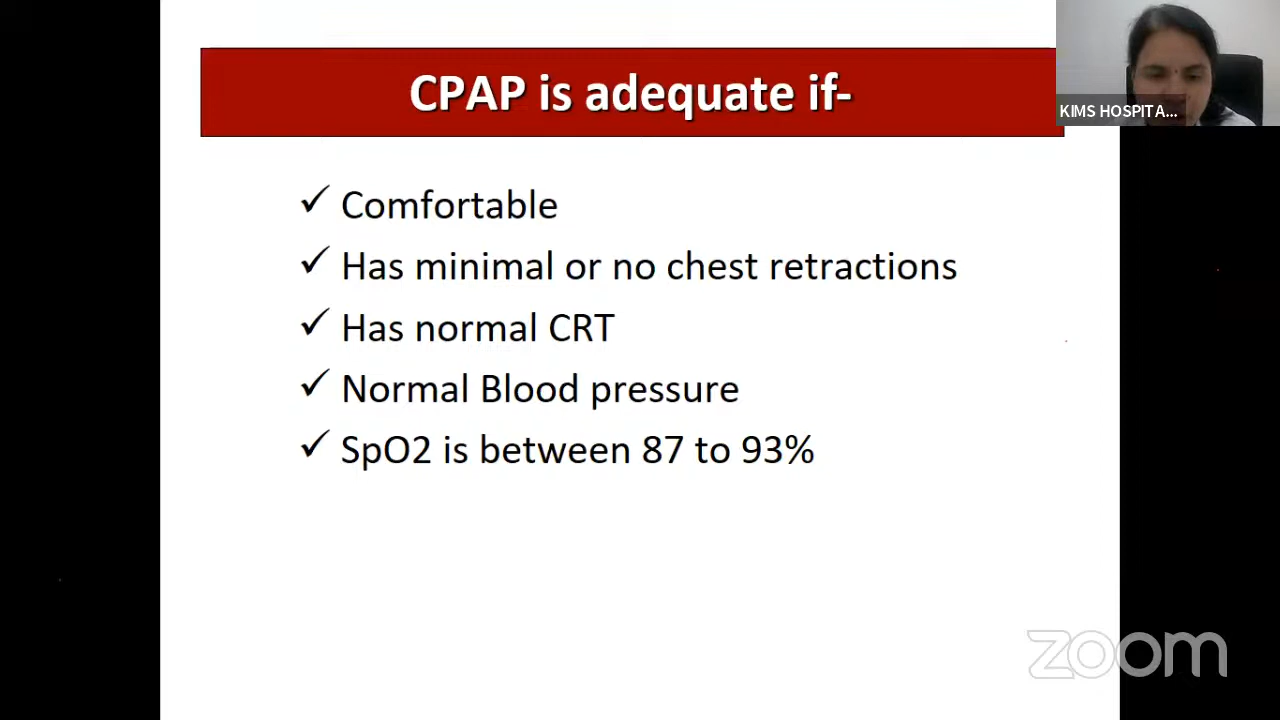 CPAP is adequate if-
KIMS HOSPITA...
✓ Comfortable
✓ Has minimal or no chest retractions
✓ Has normal CRT
✓ Normal Blood pressure
✓ SpO2 is between 87 to 93%
zoom